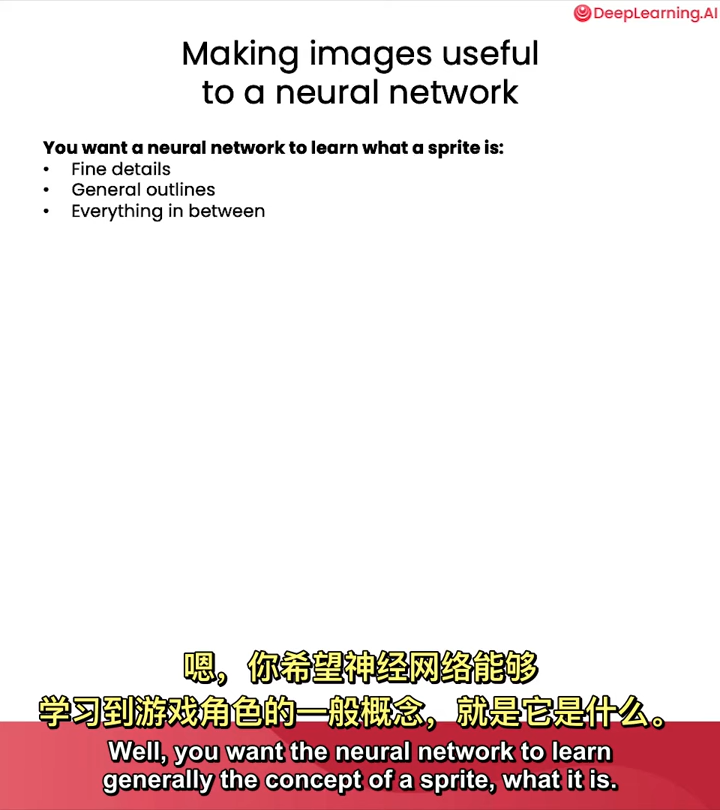 DeepLearning.AI
Making images useful
to a neural network
You want a neural network to learn what a sprite is:
• Fine details
• General outlines
• Everything in between
嗯，你希望神经网络能够
学习到游戏角色的一般概念，就是它是什么。
Well, you want the neural network to learn
generally the concept of a sprite, what it is.